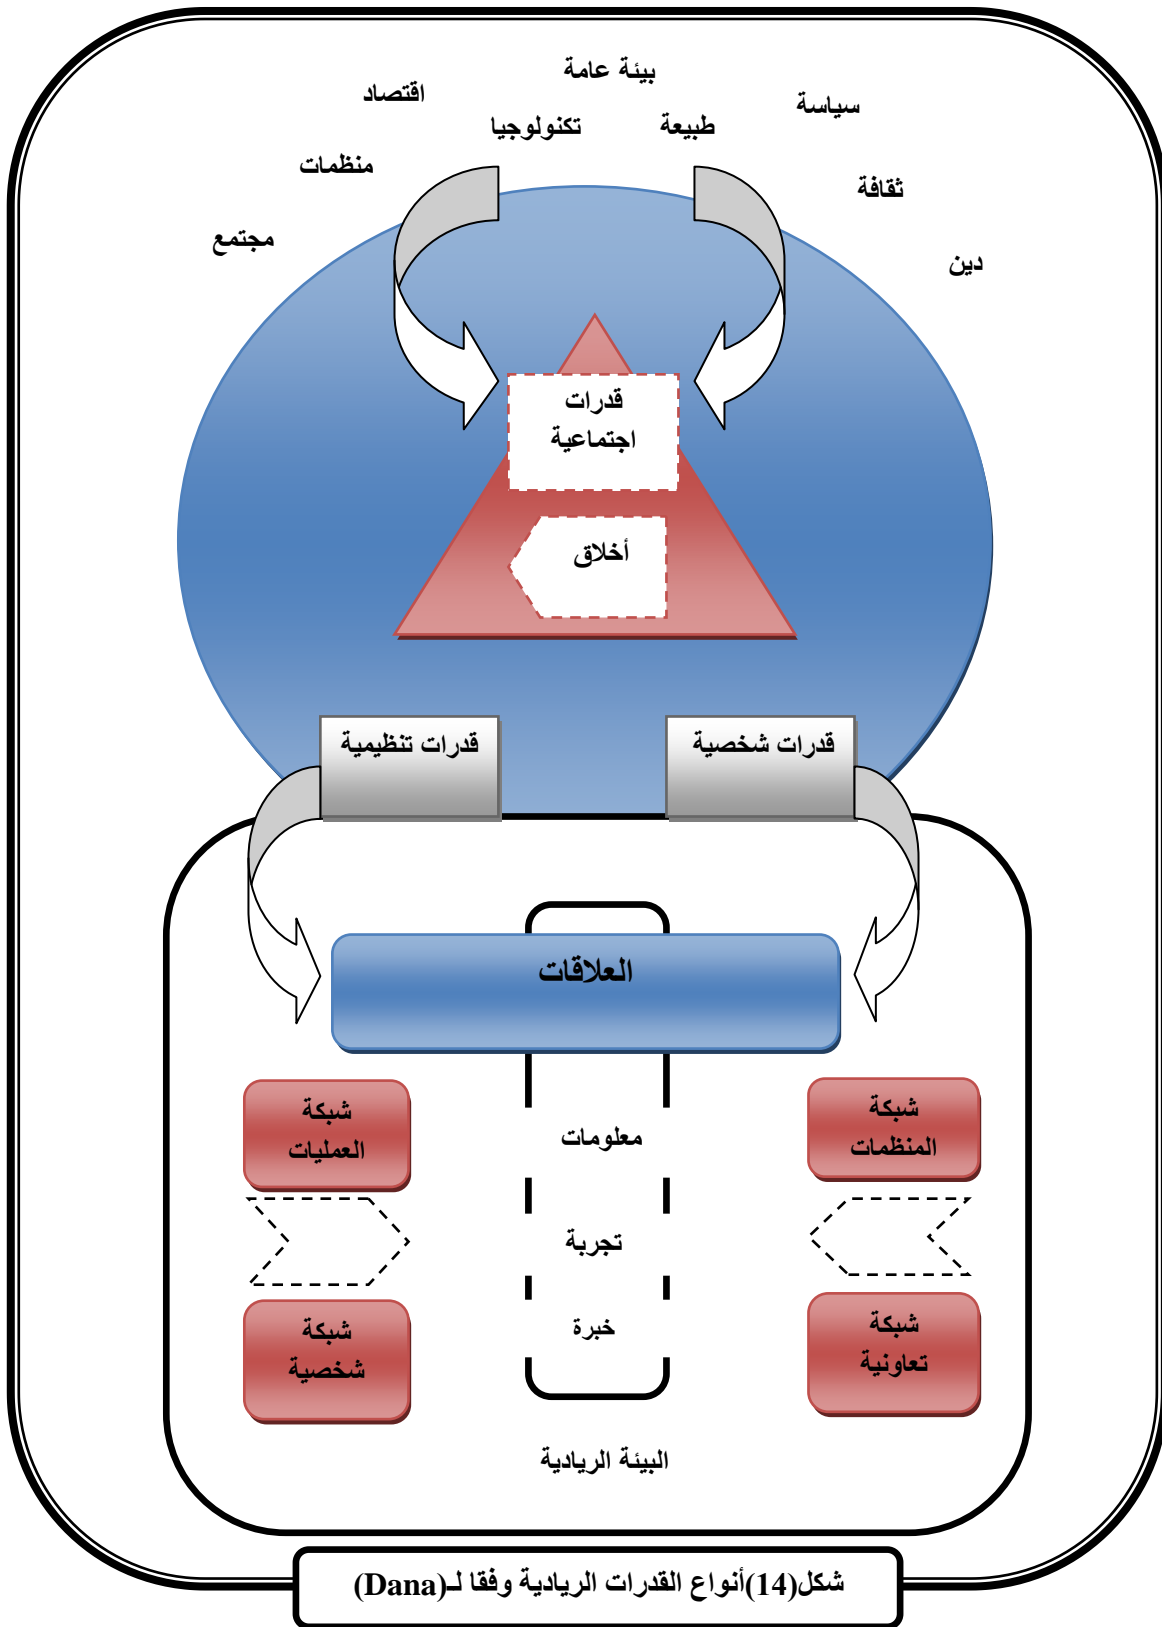 بيئة عامة
سياسة
اقتصاد
طبيعة
تكنولوجيا
ثقافة
منظمات
دين
مجتمع
قدرات
اجتماعية
أخلاق
قدرات شخصية
قدرات تنظيمية
العلاقات
شبكة
المنظمات
معلومات
شبكة
العمليات
تجربة
شبكة
تعاونية
خبرة
شبكة
شخصية
البيئة الريادية
شكل(14)أنواع القدرات الريادية وفقا لـ(Dana)